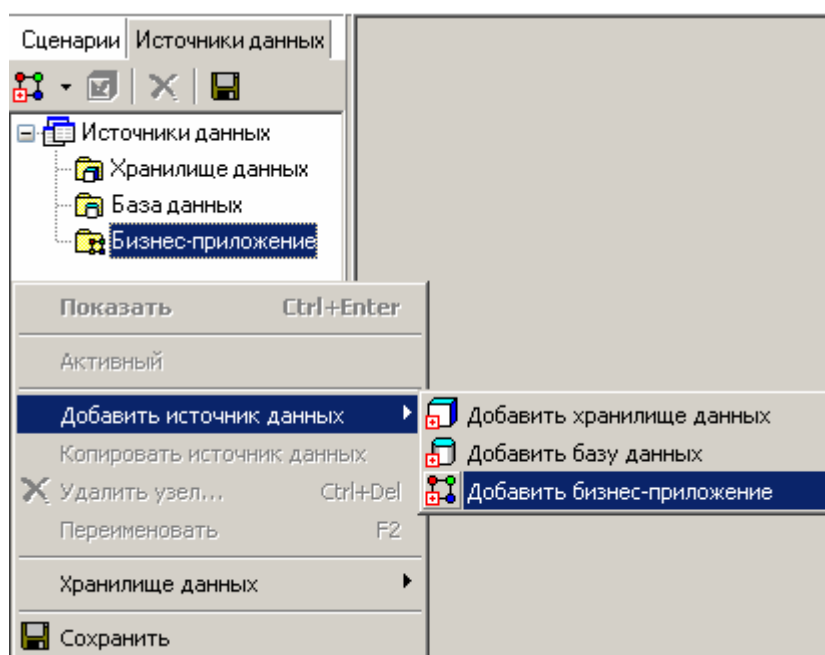 Сценарии Источники данных
Источники данных
Хранилище данных
База данных
Бизнес-приложение
Показать Ctrl+Enter
Активный
Добавить источник данных Добавить хранилище данных
Копировать источник данных Добавить базу данных
Удалить узел... Ctrl+Del Добавить бизнес-приложение
Переименовать F2
Хранилище данных
Сохранить